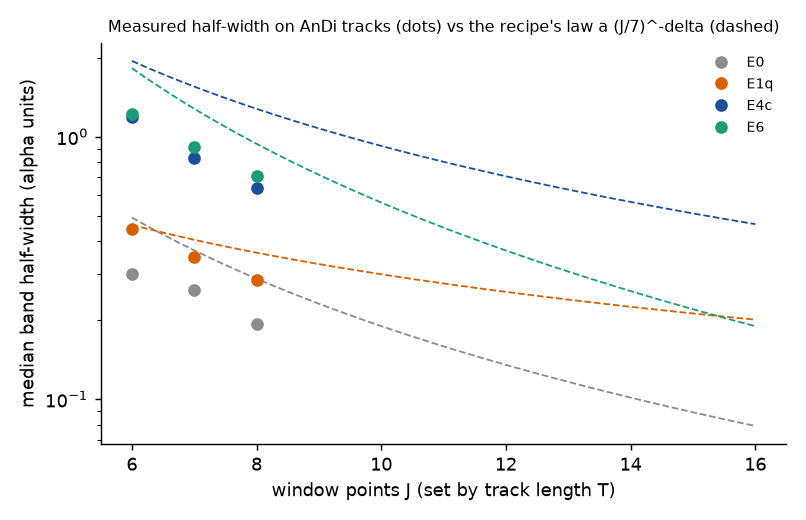 Measured half-width on AnDi tracks (dots) vs the recipe's law a (J/7)^-delta (dashed)
E0
E1q
E4c
E6
median band half-width (alpha units)
10⁰
10⁻¹
6 8 10 12 14 16
window points J (set by track length T)